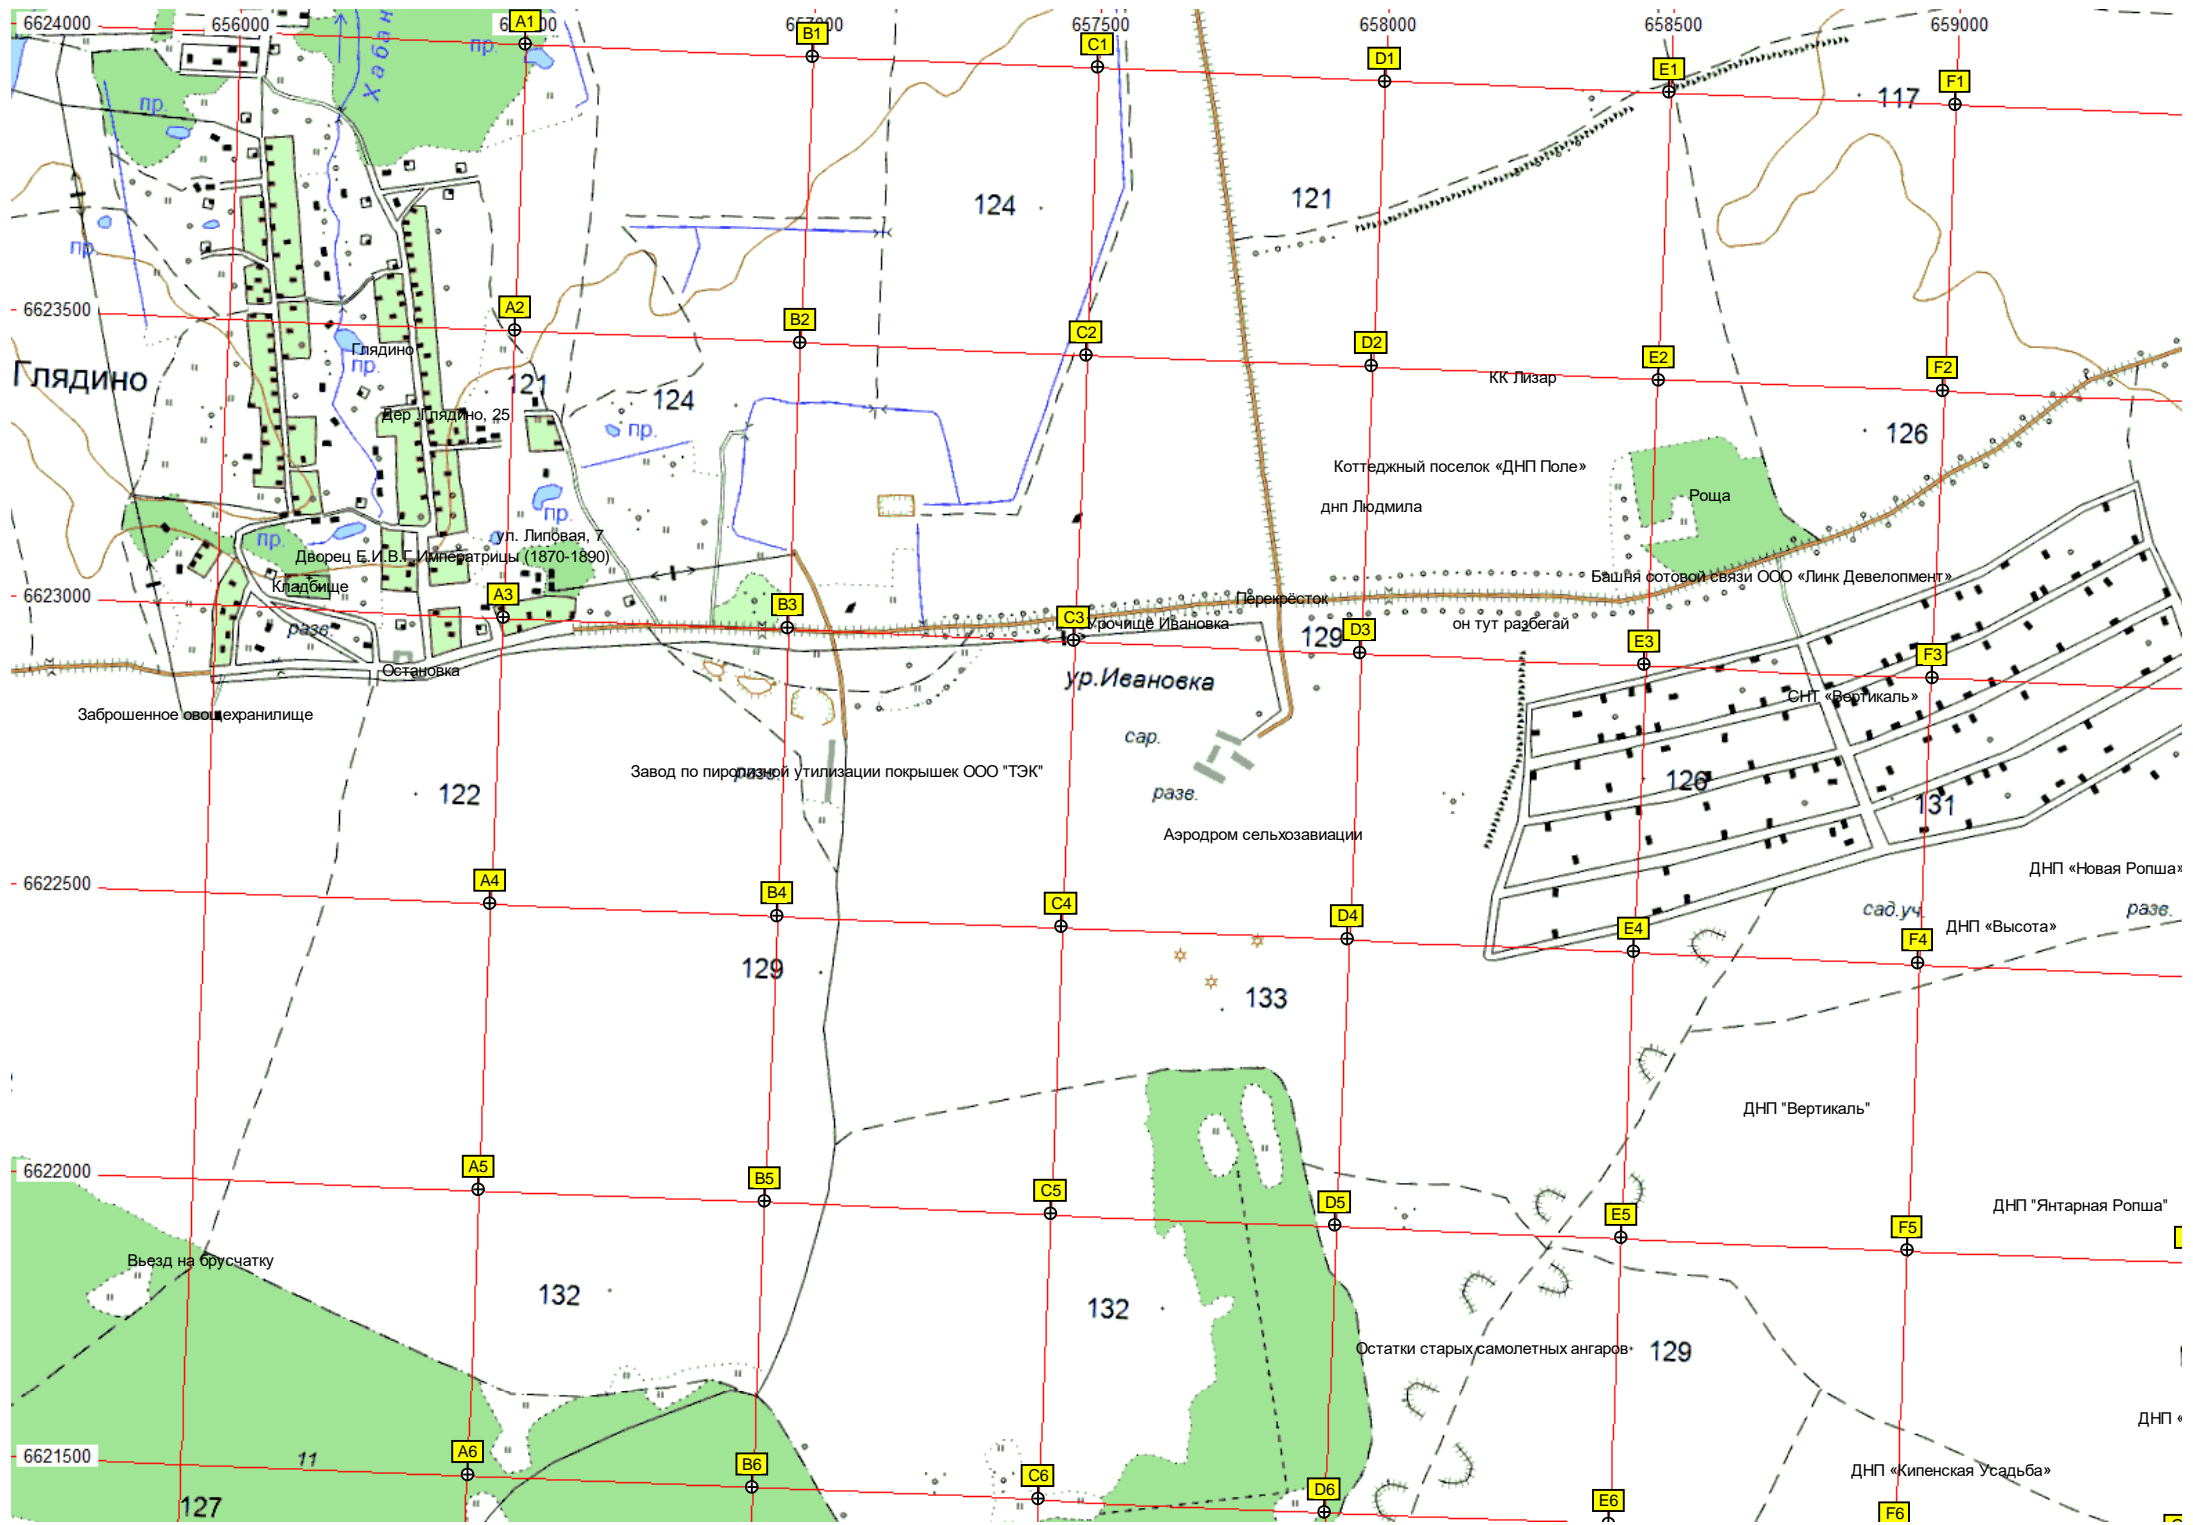 6624000
656000
A1
657000
B1
657500
C1
658000
D1
658500
E1
659000
F1
Хабан
пр.
пр.
117
124
121
пр.
6623500
A2
B2
C2
D2
E2
F2
Глядино
Глядино
пр.
121
124
КК Лизар
Дер .Глядино, 25
пр.
126
Коттеджный поселок «ДНП Поле»
Роща
днп Людмила
пр.
пр.
ул. Липовая, 7
Дворец Е.И.В.Г.Императрицы (1870-1890)
Кладбище
Башня сотовой связи ООО «Линк Девелопмент»
6623000
A3
B3
C3
Перекрёсток
Урочище Ивановка
129
D3
он тут разбегай
E3
F3
разв.
Остановка
ур.Ивановка
СНТ «Вертикаль»
Заброшенное овощехранилище
сар.
Завод по пиролизной утилизации покрышек ООО "ТЭК"
разв.
126
122
разв.
131
Аэродром сельхозавиации
6622500
A4
B4
C4
D4
E4
F4
ДНП «Новая Ропша»
сад.уч.
разв.
ДНП «Высота»
129
133
ДНП "Вертикаль"
6622000
A5
B5
C5
D5
E5
F5
ДНП "Янтарная Ропша"
Вьезд на брусчатку
132
132
Остатки старых самолетных ангаров
129
ДНП «
6621500
11
A6
B6
C6
D6
E6
F6
ДНП «Кипенская Усадьба»
127